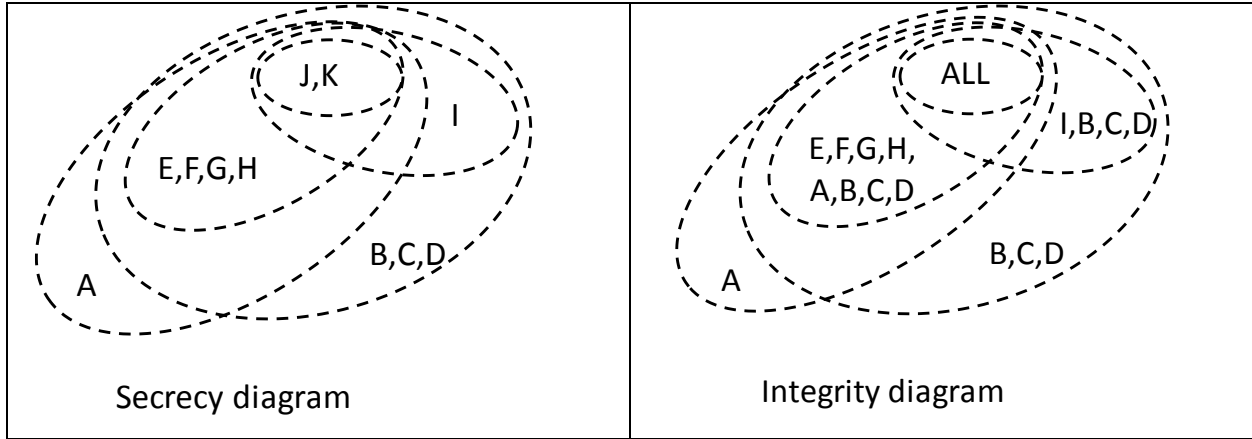 J,K
I
E,F,G,H
B,C,D
A
Secrecy diagram
ALL
I,B,C,D
E,F,G,H,
A,B,C,D
B,C,D
A
Integrity diagram